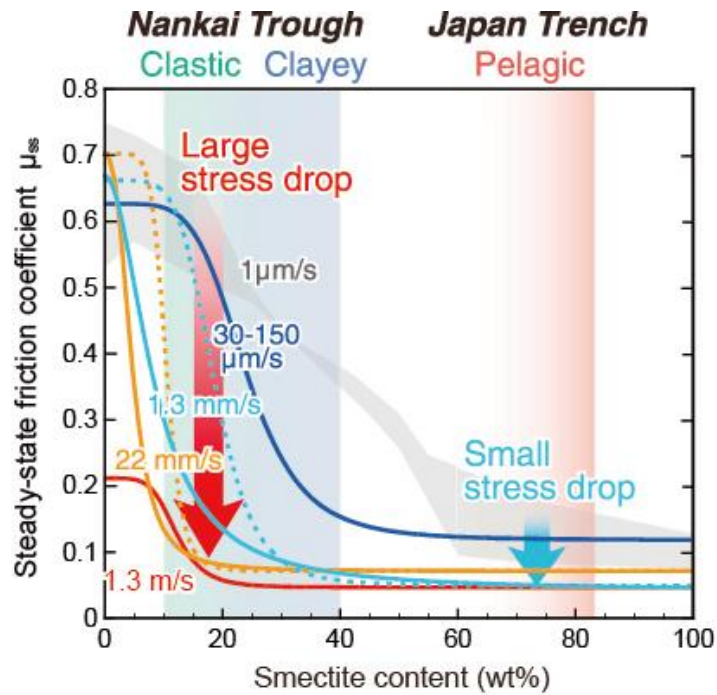 Nankai Trough Japan Trench
Clastic Clayey Pelagic
0.8
0.7
0.6
0.5
0.4
0.3
0.2
0.1
0
Steady-state friction coefficient μss
Large
stress drop
1μm/s
30-150
μm/s
1.3 mm/s
22 mm/s
1.3 m/s
Small
stress drop
0 20 40 60 80 100
Smectite content (wt%)